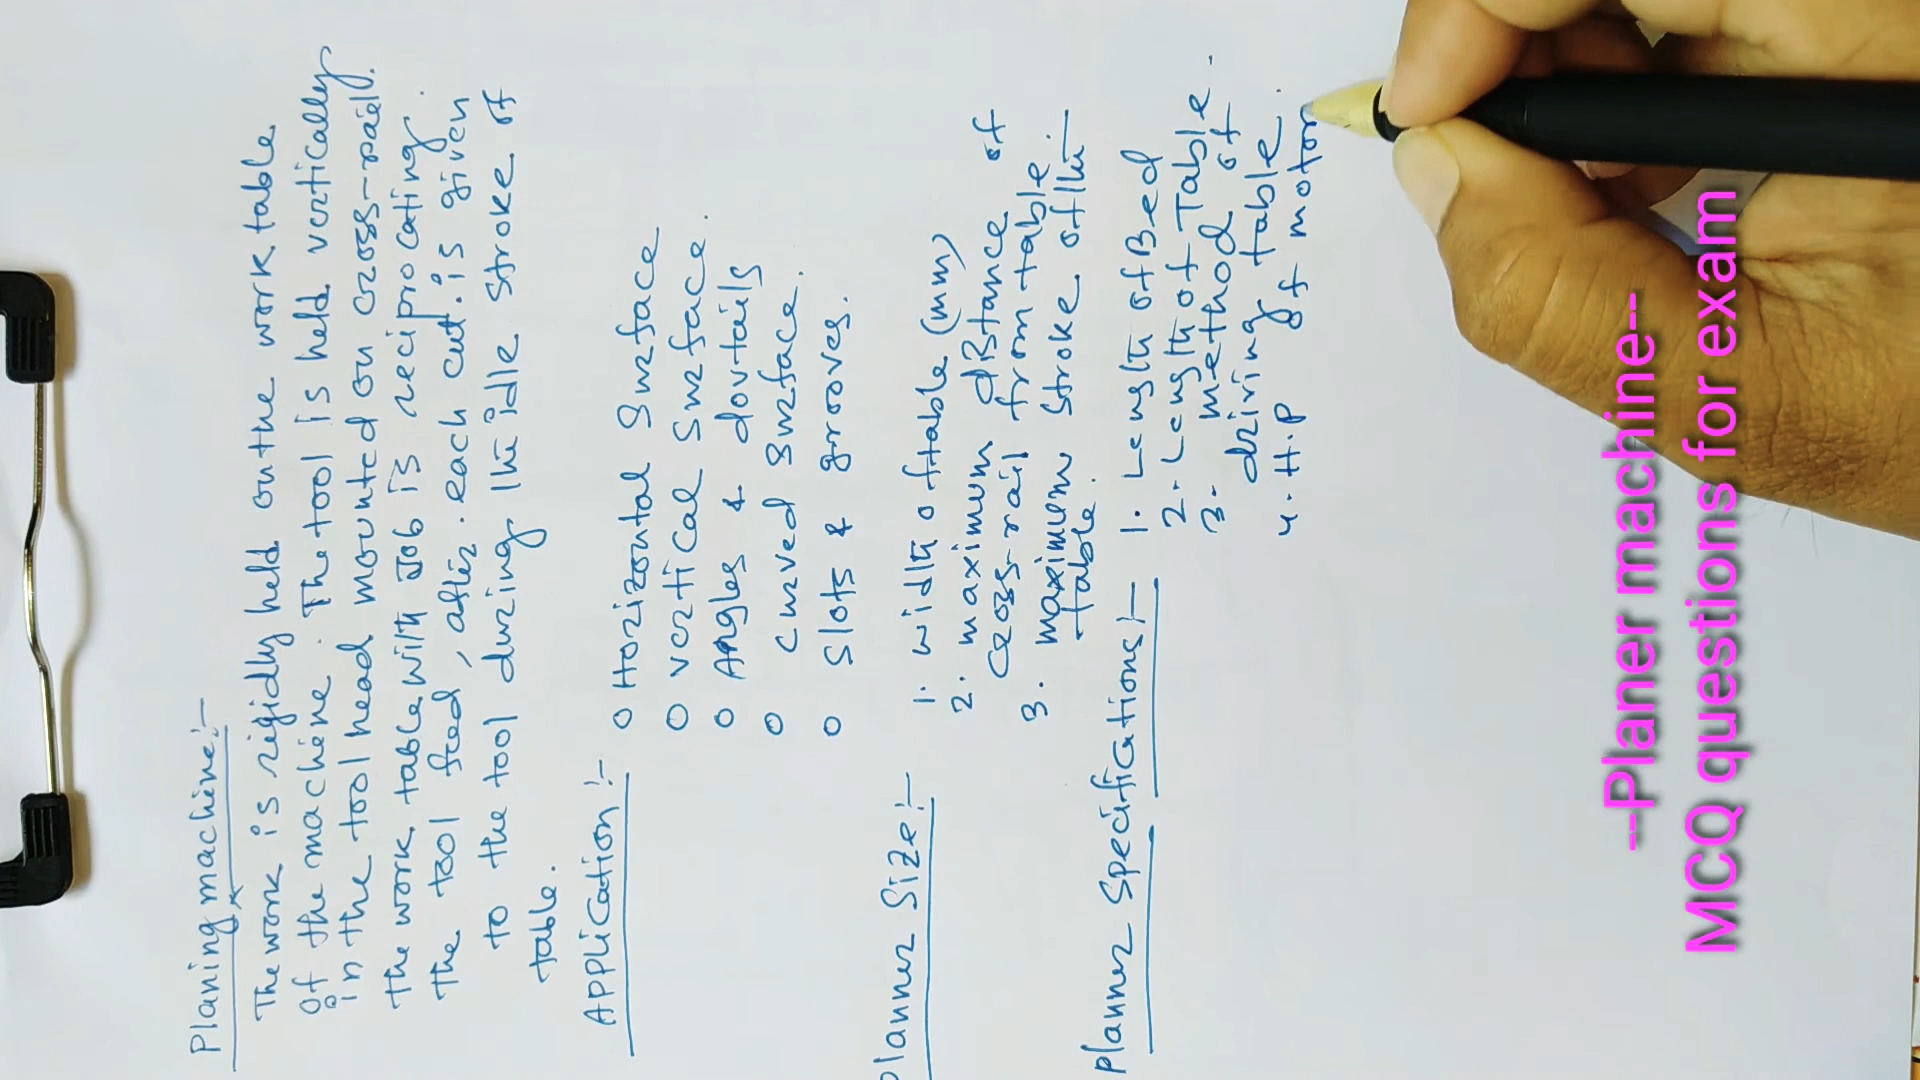 Planing machine:-
The work is rigidly held on the work table
of the machine. The tool is held vertically
in the tool head mounted on cross-rail.
The work table with Job is reciprocating.
The tool feed, after each cut is given
to the tool during the idle stroke of
table.
Application:-
o Horizontal Surface
o vertical Surface.
o Angles & dovtails
o curved surface.
o Slots & grooves.
planner Size:-
1. width of table (mm)
2. maximum distance of
cross-rail from table.
3. maximum stroke of the
table.
planner Specifications:-
1. Length of Bed
2. Length of Table.
3. method of
driving table.
4. H.P of motor
--Planer machine--
MCQ questions for exam